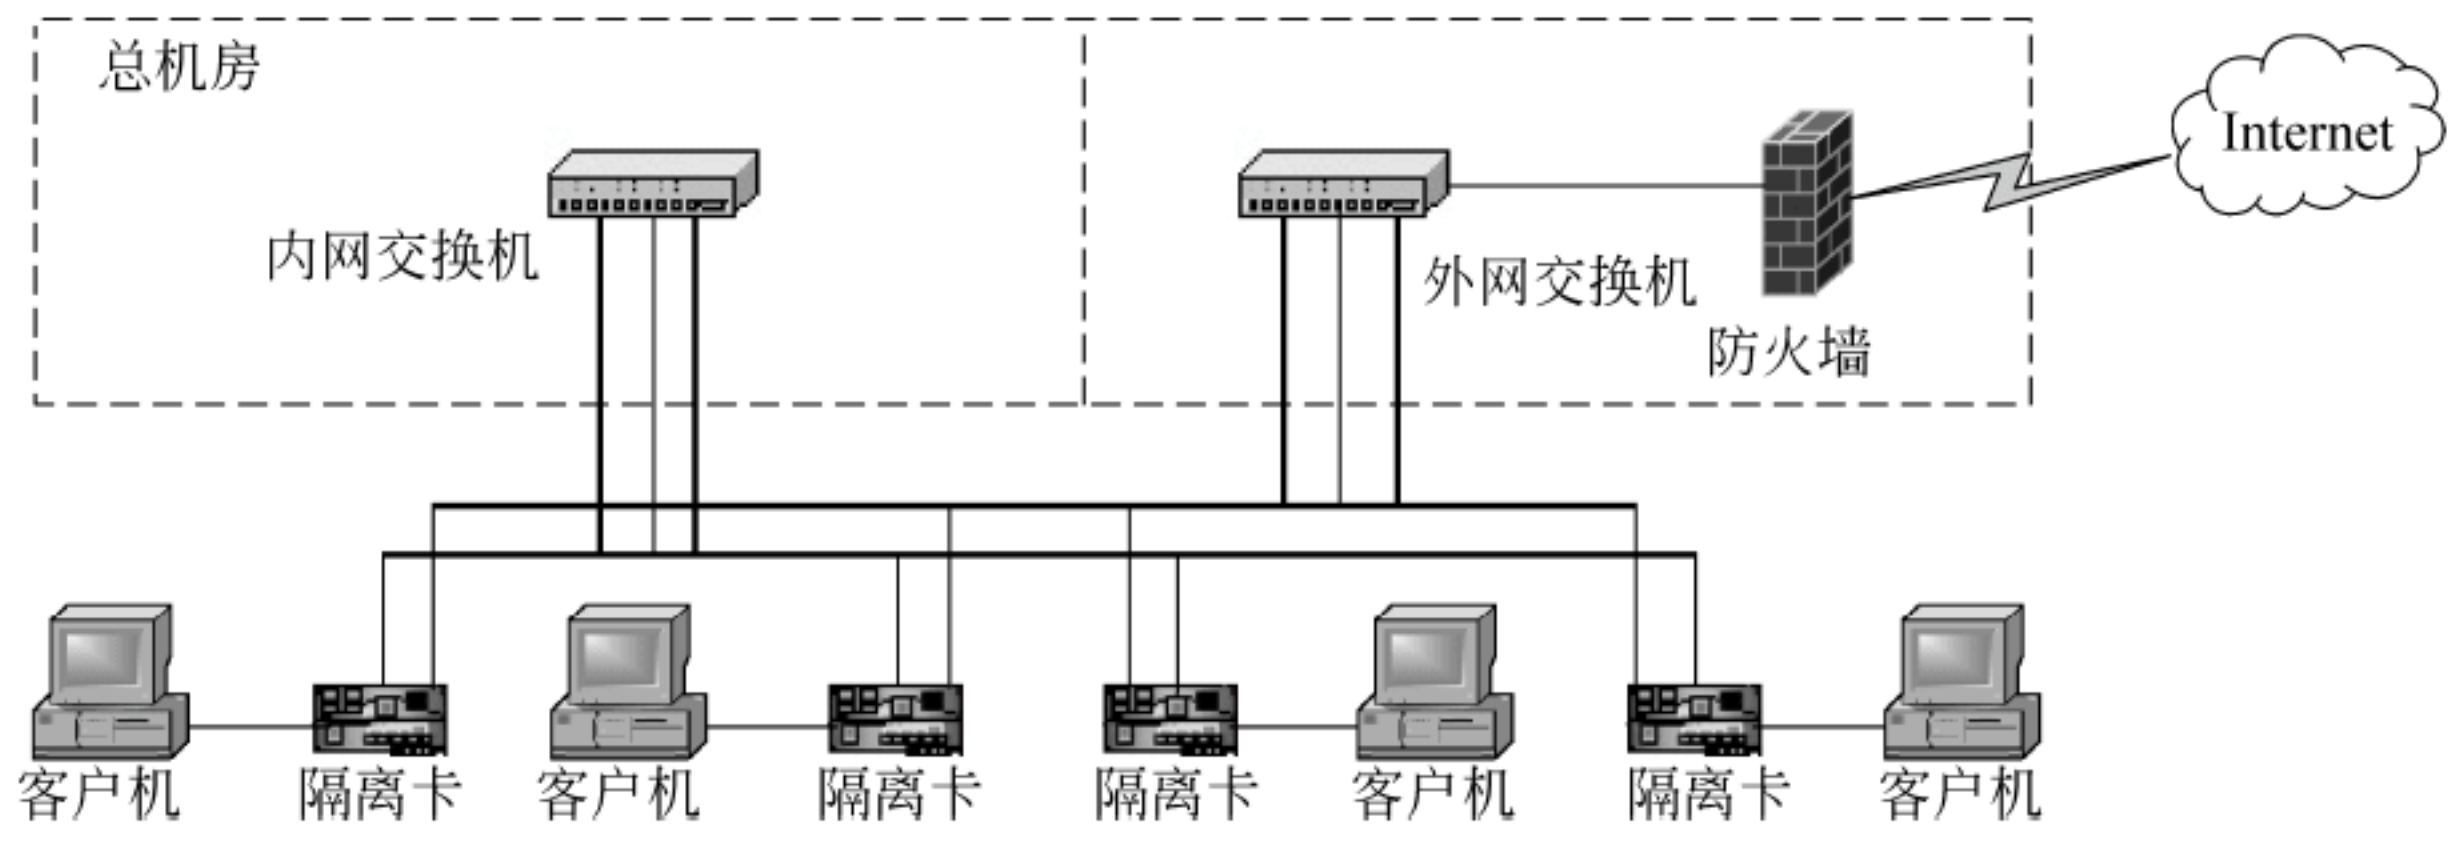 总机房
Internet
内网交换机
外网交换机
防火墙
客户机
隔离卡
客户机
隔离卡
隔离卡
客户机
隔离卡
客户机